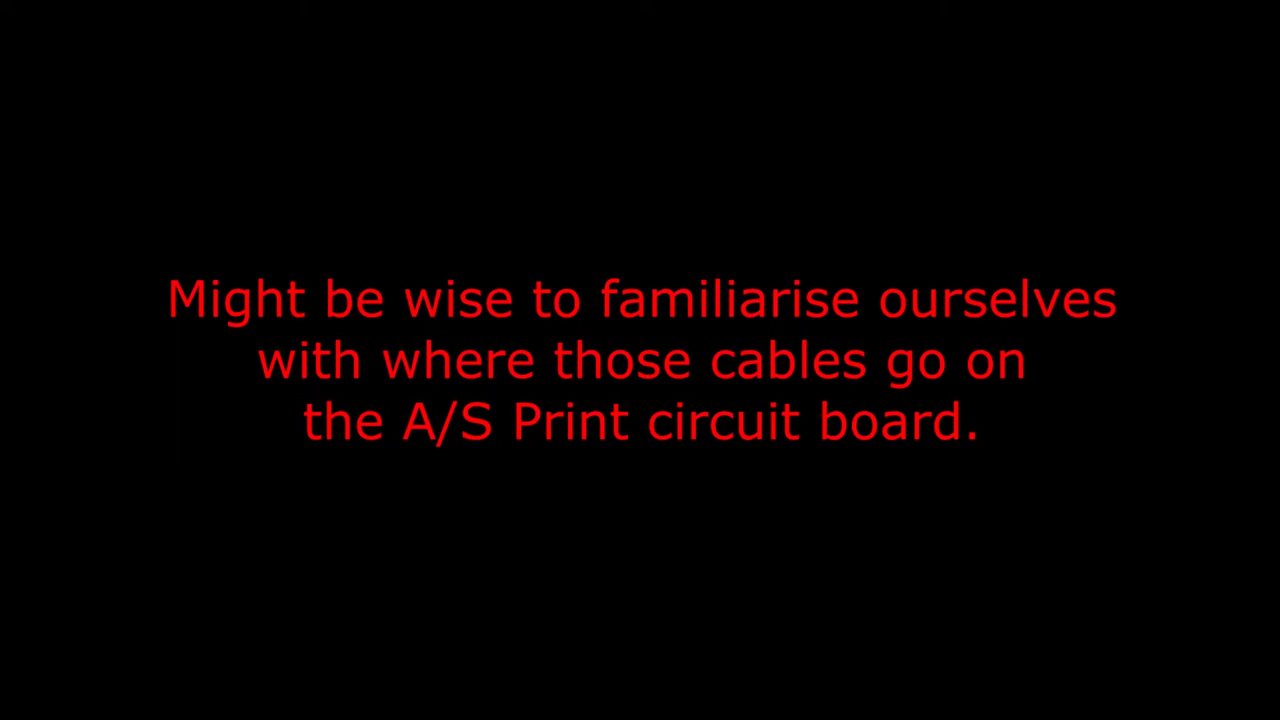 Might be wise to familiarise ourselves
with where those cables go on
the A/S Print circuit board.